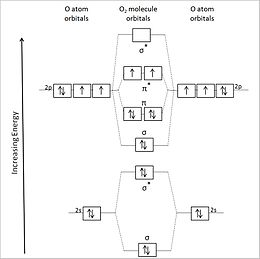 O atom
orbitals
O₂ molecule
orbitals
O atom
orbitals
σ*
π*
2p
2p
π
σ
σ*
2s
2s
σ
Increasing Energy